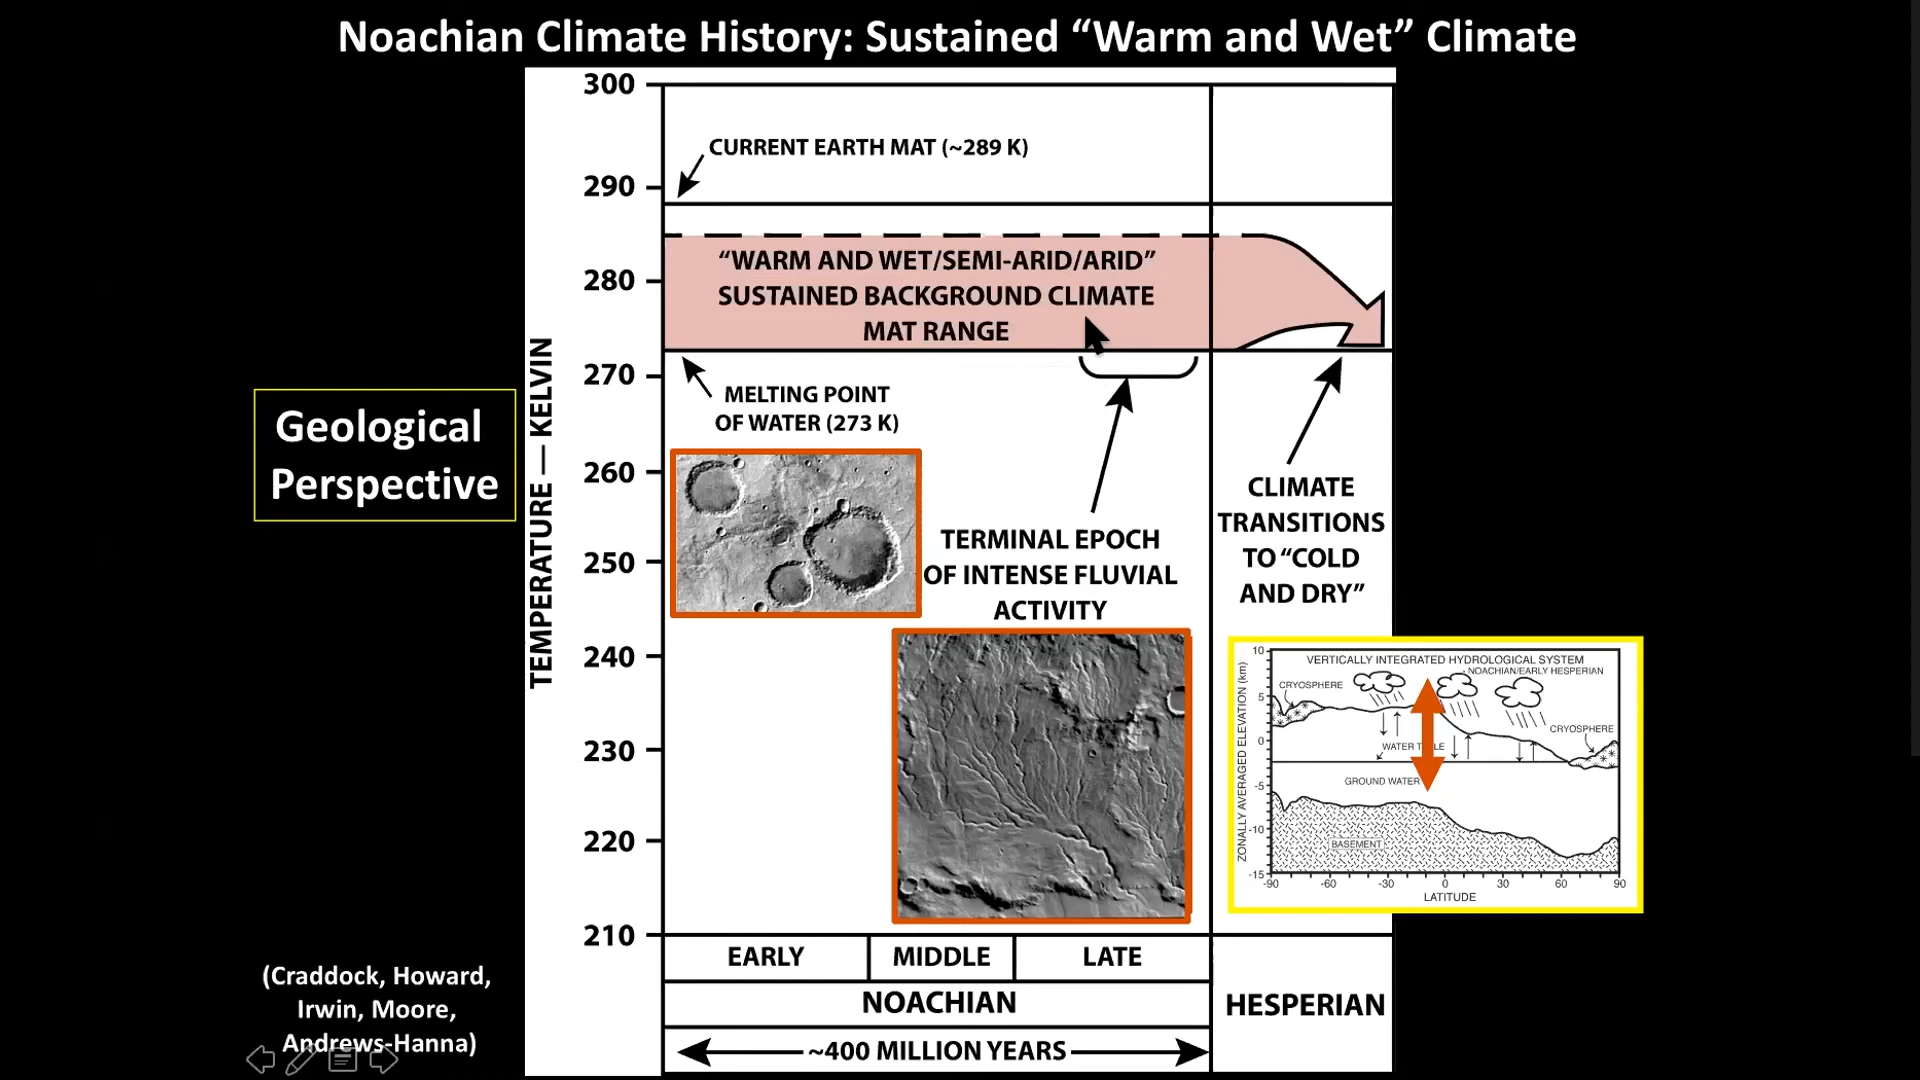 Noachian Climate History: Sustained “Warm and Wet” Climate
300
290
280
270
260
250
240
230
220
210
TEMPERATURE — KELVIN
CURRENT EARTH MAT (~289 K)
“WARM AND WET/SEMI-ARID/ARID”
SUSTAINED BACKGROUND CLIMATE
MAT RANGE
MELTING POINT
OF WATER (273 K)
TERMINAL EPOCH
OF INTENSE FLUVIAL
ACTIVITY
CLIMATE
TRANSITIONS
TO “COLD
AND DRY”
Geological
Perspective
VERTICALLY INTEGRATED HYDROLOGICAL SYSTEM
NOACHIAN/EARLY HESPERIAN
CRYOSPHERE
CRYOSPHERE
WATER T LE
GROUND WATER
BASEMENT
ZONALLY AVERAGED ELEVATION (km)
10
5
0
-5
-10
-15
-90 -60 -30 0 30 60 90
LATITUDE
EARLY MIDDLE LATE
NOACHIAN
HESPERIAN
~400 MILLION YEARS
(Craddock, Howard,
Irwin, Moore,
Andrews-Hanna)